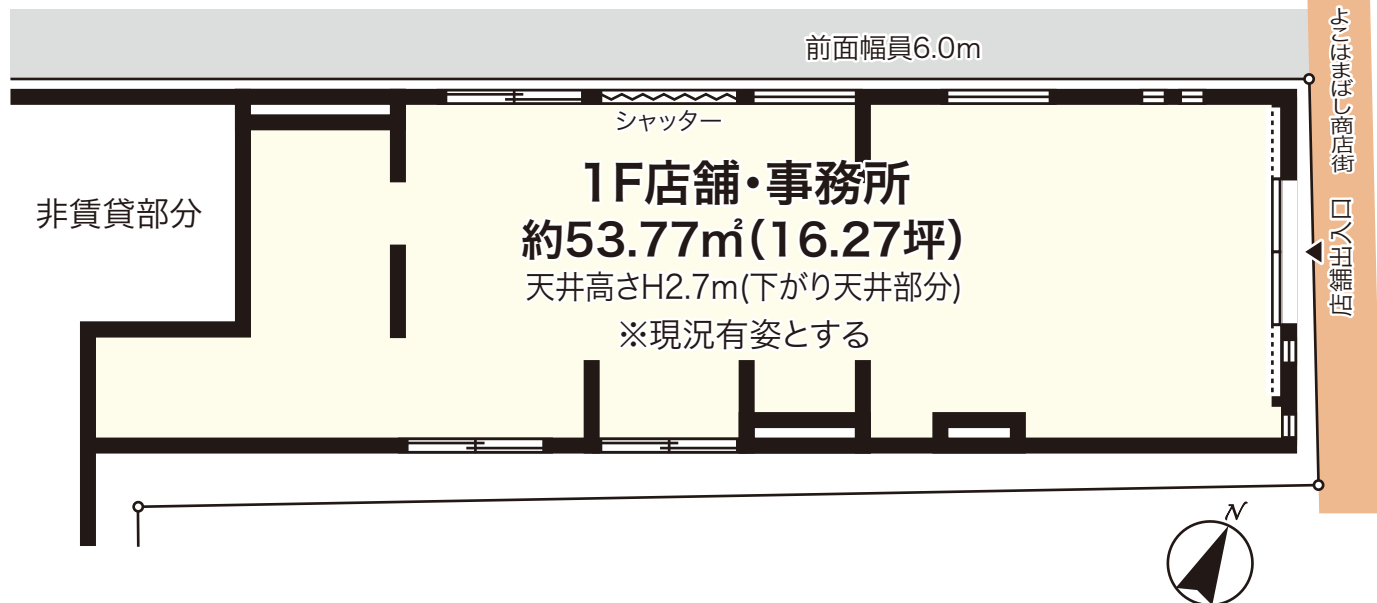 前面幅員6.0m
よこはまばし商店街
シャッター
1F店舗・事務所
約53.77㎡(16.27坪)
天井高さH2.7m(下がり天井部分)
※現況有姿とする
非賃貸部分
店舗出入口
N